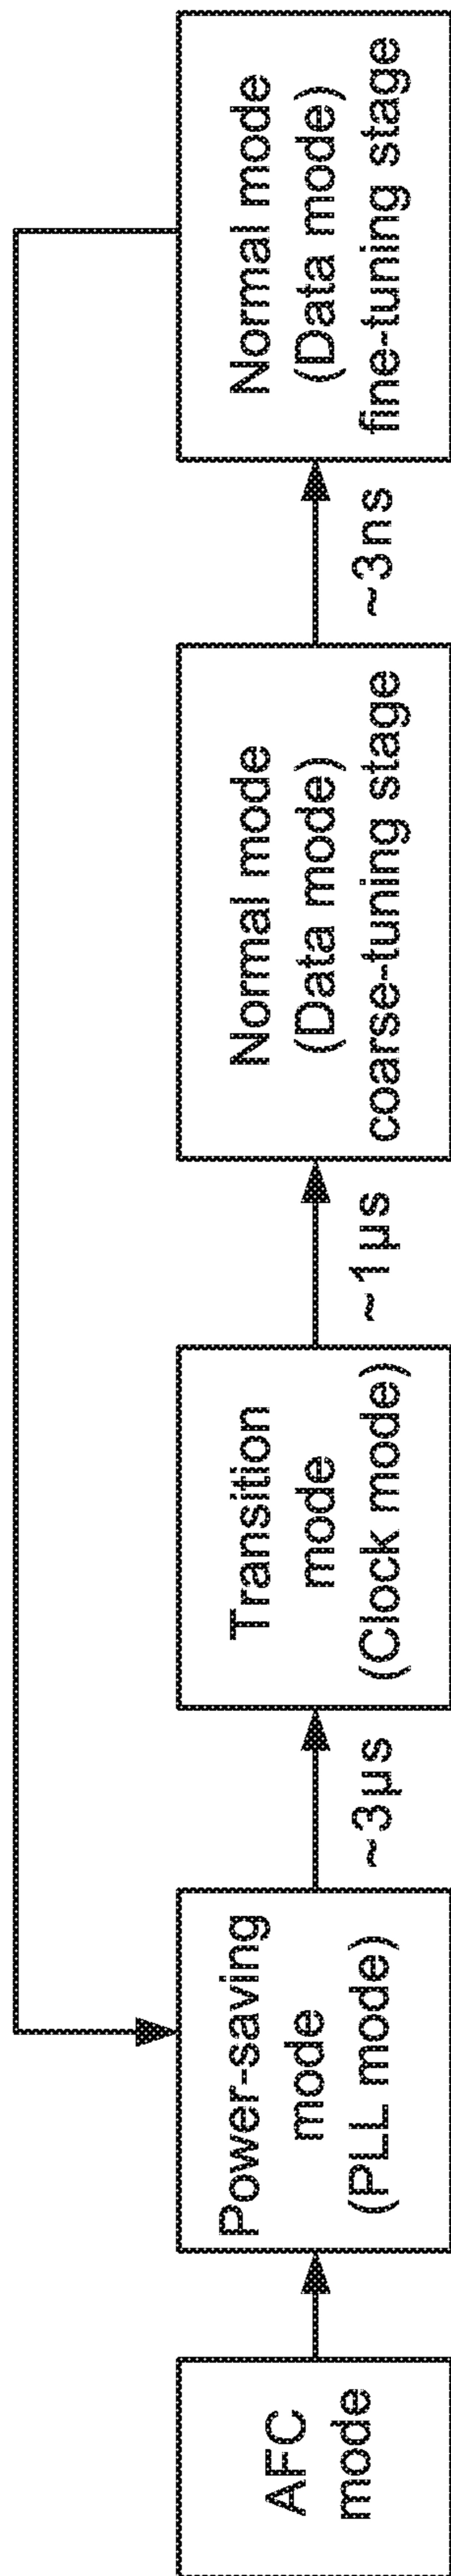 AFC
mode
Power-saving
mode
(PLL mode)
~3µs
Transition
mode
(Clock mode)
~1µs
Normal mode
(Data mode)
coarse-tuning stage
~3ns
Normal mode
(Data mode)
fine-tuning stage